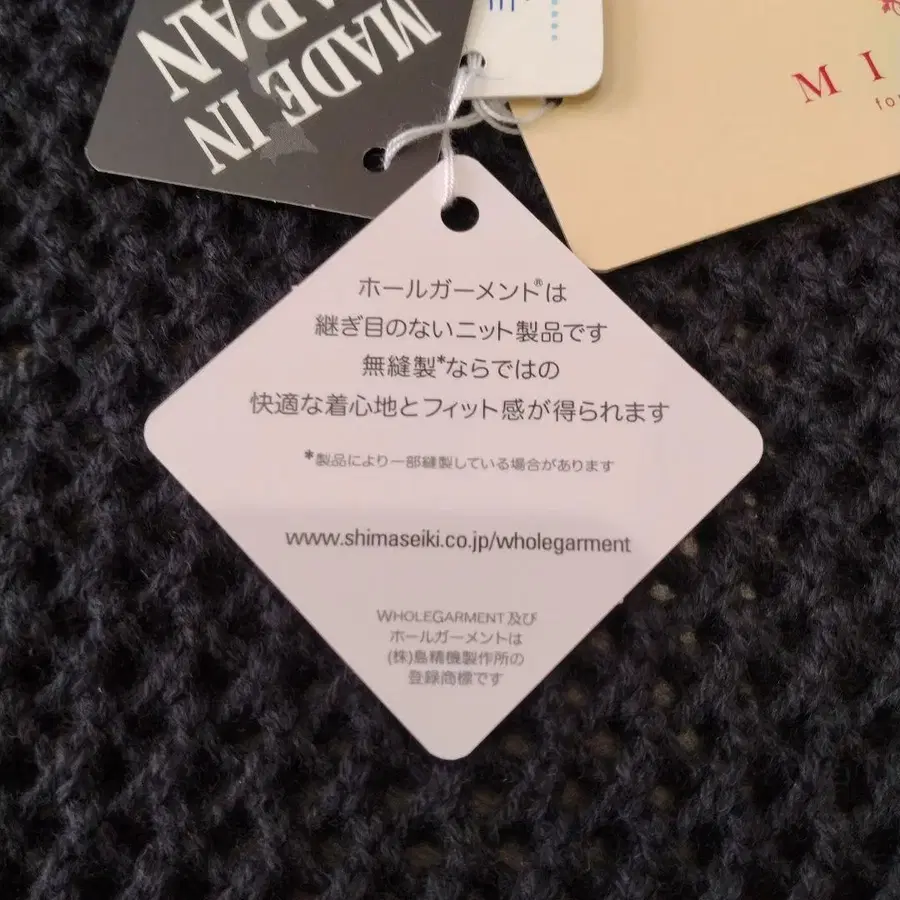 MADE IN
JAPAN
MI
fo
ホールガーメント®は
継ぎ目のないニット製品です
無縫製*ならではの
快適な着心地とフィット感が得られます
*製品により一部縫製している場合があります
www.shimaseiki.co.jp/wholegarment
WHOLEGARMENT及び
ホールガーメントは
(株)島精機製作所の
登録商標です